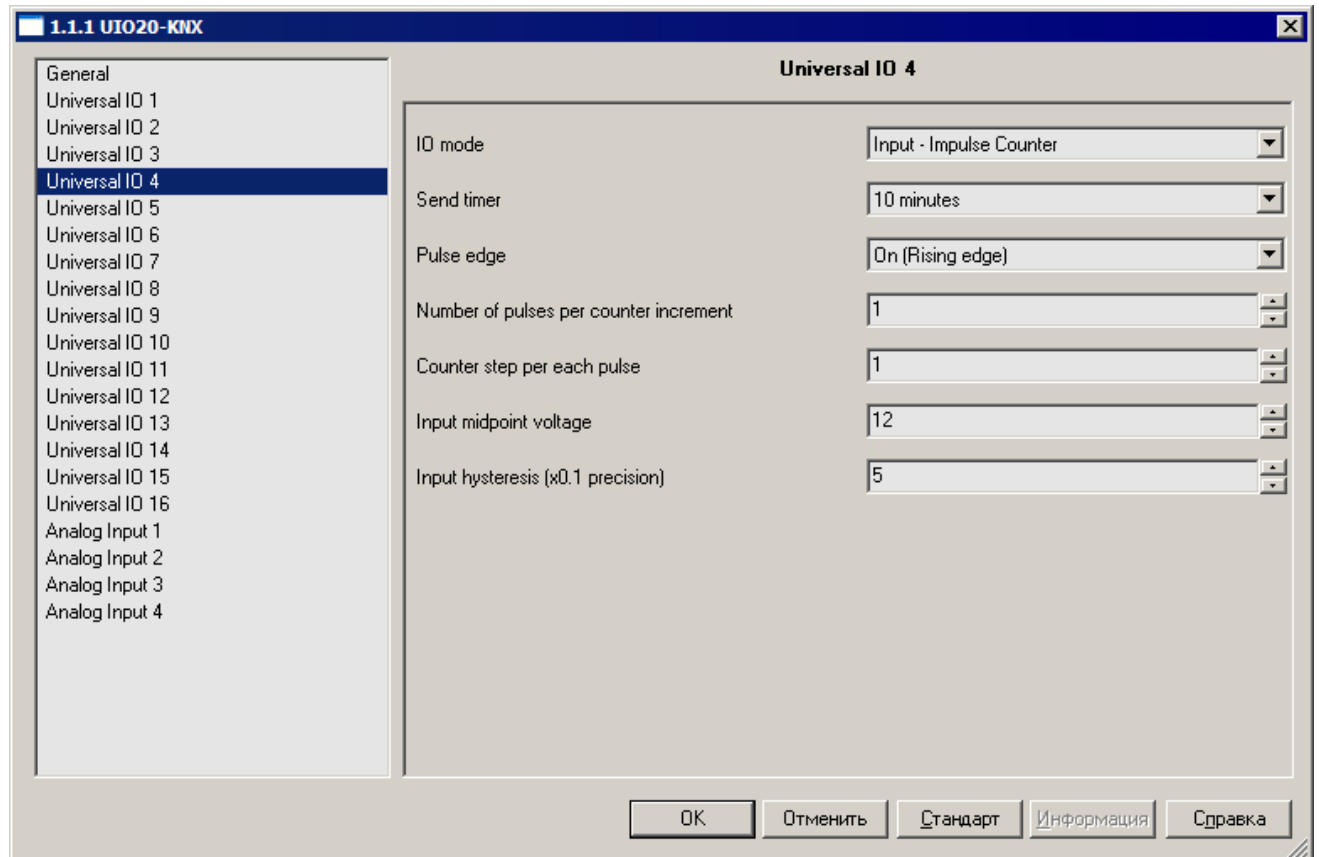 1.1.1 UIO20-KNX
General
Universal IO 1
Universal IO 2
Universal IO 3
Universal IO 4
Universal IO 5
Universal IO 6
Universal IO 7
Universal IO 8
Universal IO 9
Universal IO 10
Universal IO 11
Universal IO 12
Universal IO 13
Universal IO 14
Universal IO 15
Universal IO 16
Analog Input 1
Analog Input 2
Analog Input 3
Analog Input 4
Universal IO 4
IO mode Input - Impulse Counter
Send timer 10 minutes
Pulse edge On (Rising edge)
Number of pulses per counter increment 1
Counter step per each pulse 1
Input midpoint voltage 12
Input hysteresis (x0.1 precision) 5
OK Отменить Стандарт Информация Справка